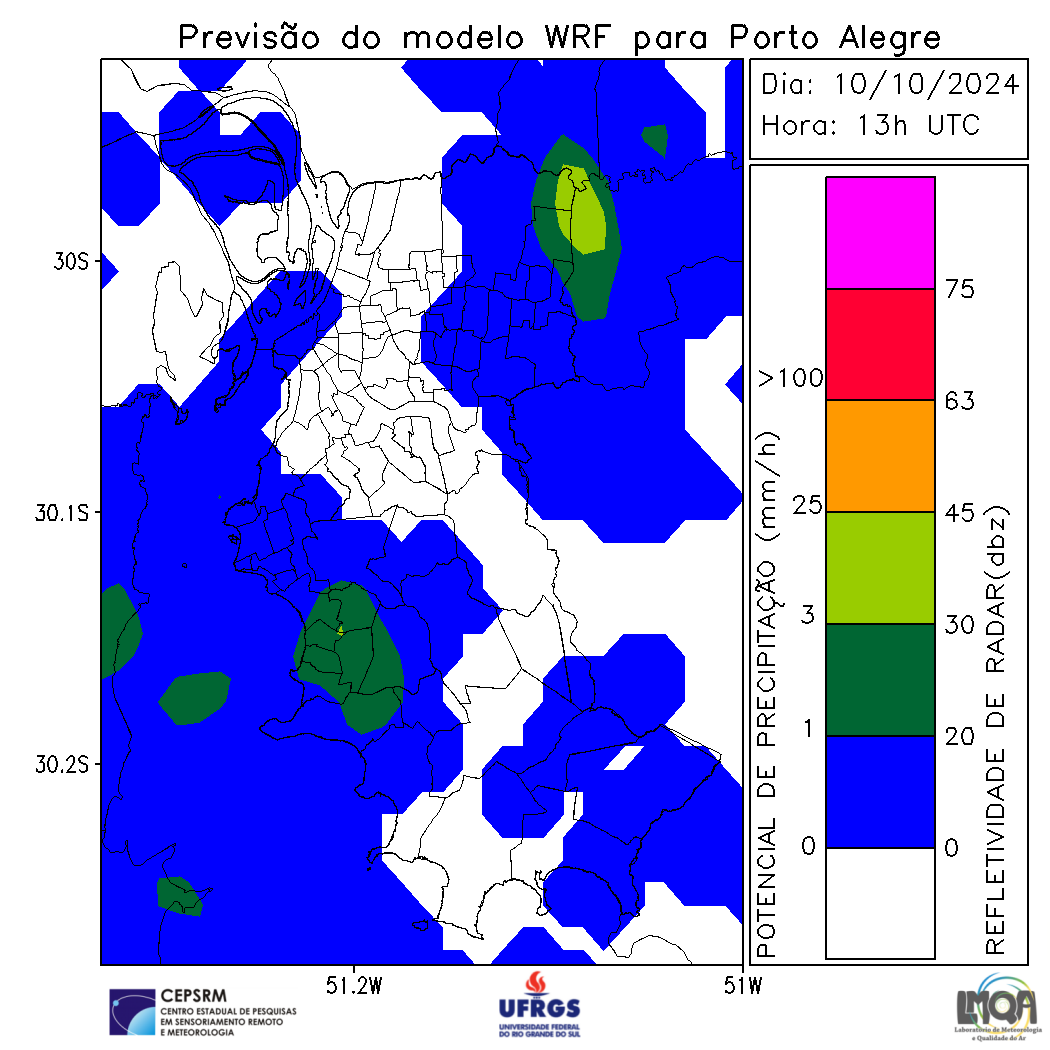 Previsão do modelo WRF para Porto Alegre
Dia: 10/10/2024
Hora: 13h UTC
30S
30.1S
30.2S
51.2W
51W
POTENCIAL DE PRECIPITAÇÃO (mm/h)
>100
25
3
1
0
75
63
45
30
20
0
REFLETIVIDADE DE RADAR(dbz)
CEPSRM
CENTRO ESTADUAL DE PESQUISAS
EM SENSORIAMENTO REMOTO
E METEOROLOGIA
UFRGS
UNIVERSIDADE FEDERAL
DO RIO GRANDE DO SUL
LMQA
Laboratório de Meteorologia
e Qualidade do Ar